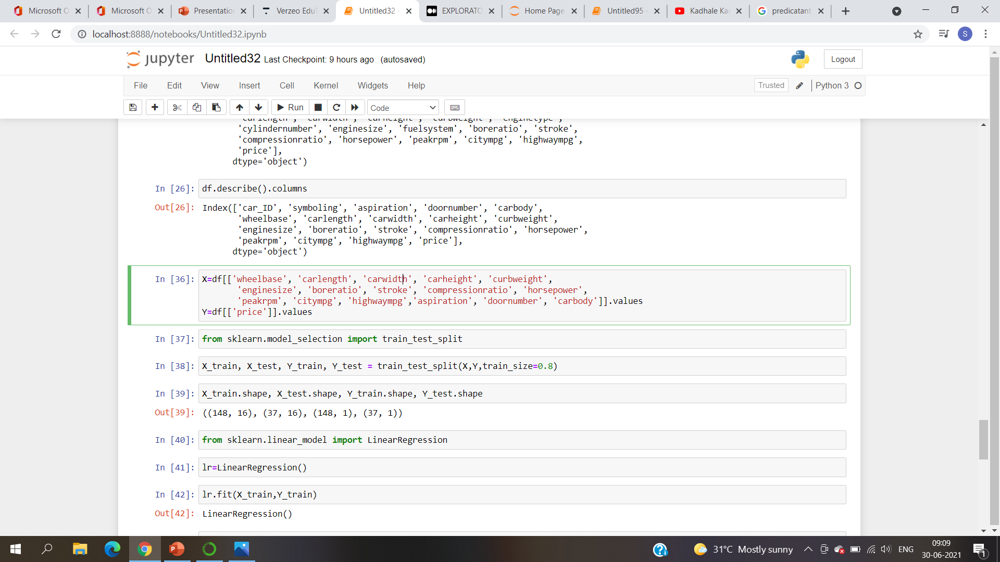 Microsoft O
Microsoft O
Presentation
Verzeo EduT
Untitled32 -
EXPLORATO
Home Page
Untitled95 -
Kadhale Ka
predicatant
localhost:8888/notebooks/Untitled32.ipynb
S
jupyter
Untitled32 Last Checkpoint: 9 hours ago (autosaved)
Logout
File Edit View Insert Cell Kernel Widgets Help
Trusted
Python 3
Run
Code
'carlength', 'carwidth', 'carheight', 'curbweight', 'enginetype',
'cylindernumber', 'enginesize', 'fuelsystem', 'boreratio', 'stroke',
'compressionratio', 'horsepower', 'peakrpm', 'citympg', 'highwaympg',
'price'],
dtype='object')
In [26]: df.describe().columns
Out[26]: Index(['car_ID', 'symboling', 'aspiration', 'doornumber', 'carbody',
'wheelbase', 'carlength', 'carwidth', 'carheight', 'curbweight',
'enginesize', 'boreratio', 'stroke', 'compressionratio', 'horsepower',
'peakrpm', 'citympg', 'highwaympg', 'price'],
dtype='object')
In [36]: X=df[['wheelbase', 'carlength', 'carwidth', 'carheight', 'curbweight',
'enginesize', 'boreratio', 'stroke', 'compressionratio', 'horsepower',
'peakrpm', 'citympg', 'highwaympg','aspiration', 'doornumber', 'carbody']].values
Y=df[['price']].values
In [37]: from sklearn.model_selection import train_test_split
In [38]: X_train, X_test, Y_train, Y_test = train_test_split(X,Y,train_size=0.8)
In [39]: X_train.shape, X_test.shape, Y_train.shape, Y_test.shape
Out[39]: ((148, 16), (37, 16), (148, 1), (37, 1))
In [40]: from sklearn.linear_model import LinearRegression
In [41]: lr=LinearRegression()
In [42]: lr.fit(X_train,Y_train)
Out[42]: LinearRegression()
31°C Mostly sunny
ENG
09:09
30-06-2021
1